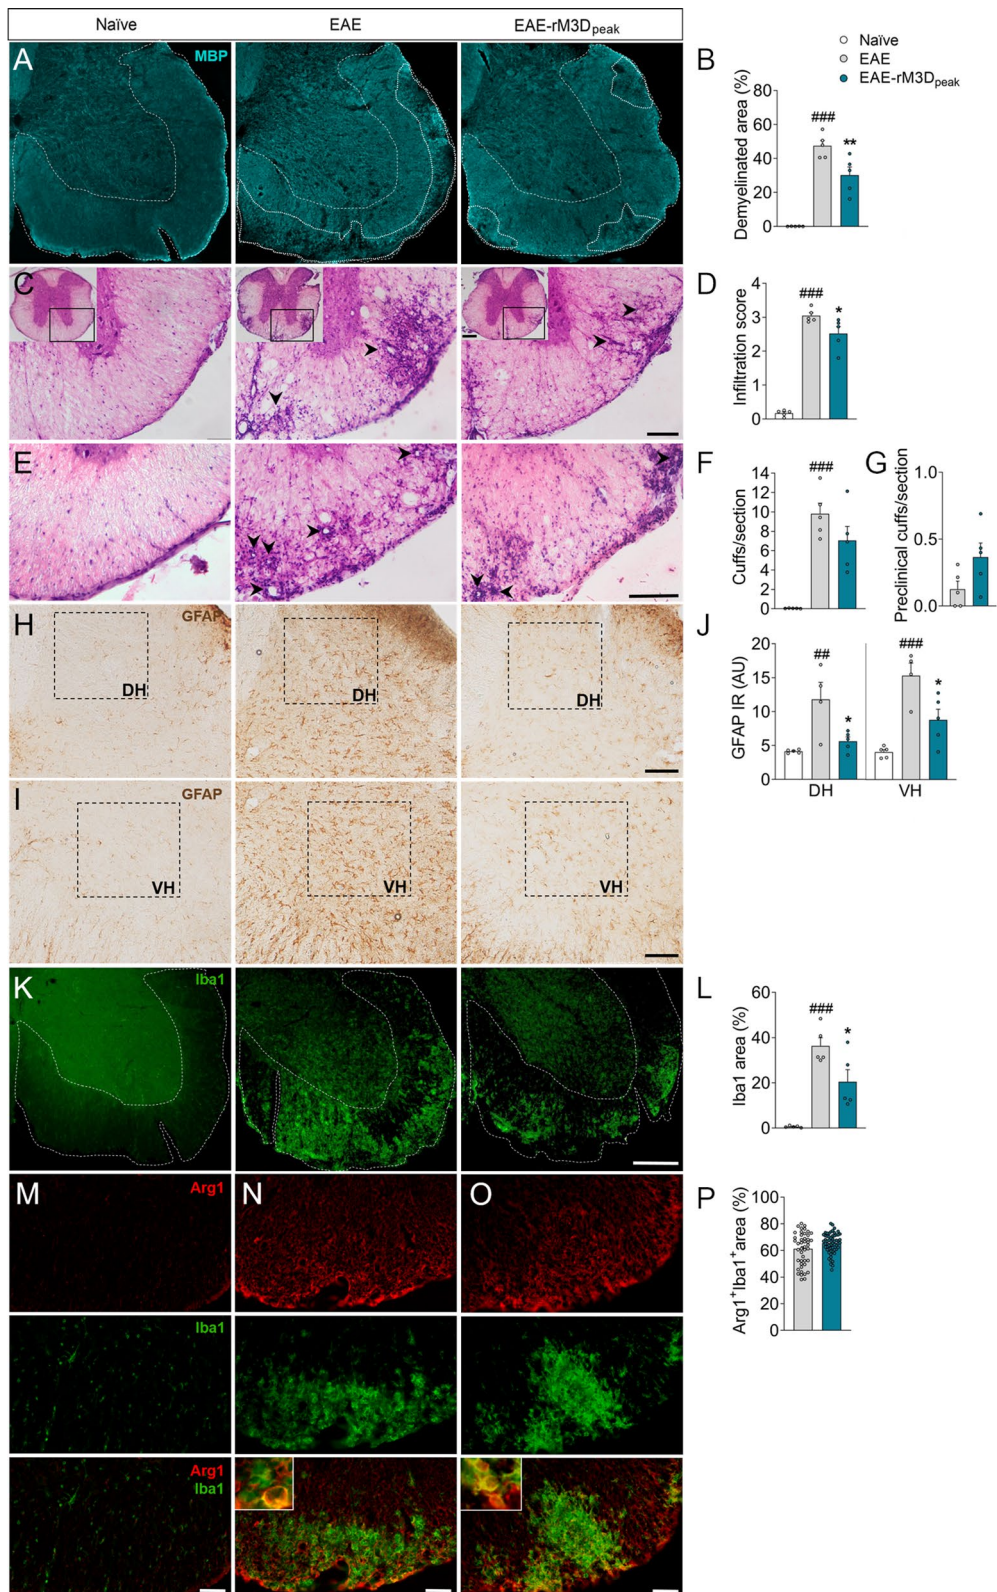 Naïve EAE EAE-rM3Dpeak
A MBP
B
Naïve
EAE
EAE-rM3Dpeak
Demyelinated area (%)
80
60
40
20
0
###
**
C
D
Infiltration score
4
3
2
1
0
###
*
E
F
Cuffs/section
14
12
10
8
6
4
2
0
###
G
Preclinical cuffs/section
1.0
0.5
0.0
H GFAP
DH DH DH
I GFAP
VH VH VH
J
GFAP IR (AU)
20
15
10
5
0
##
*
###
*
DH VH
K Iba1
L
Iba1 area (%)
60
40
20
0
###
*
M Arg1 N O
Iba1
Arg1
Iba1
P
Arg1+Iba1+ area (%)
100
80
60
40
20
0